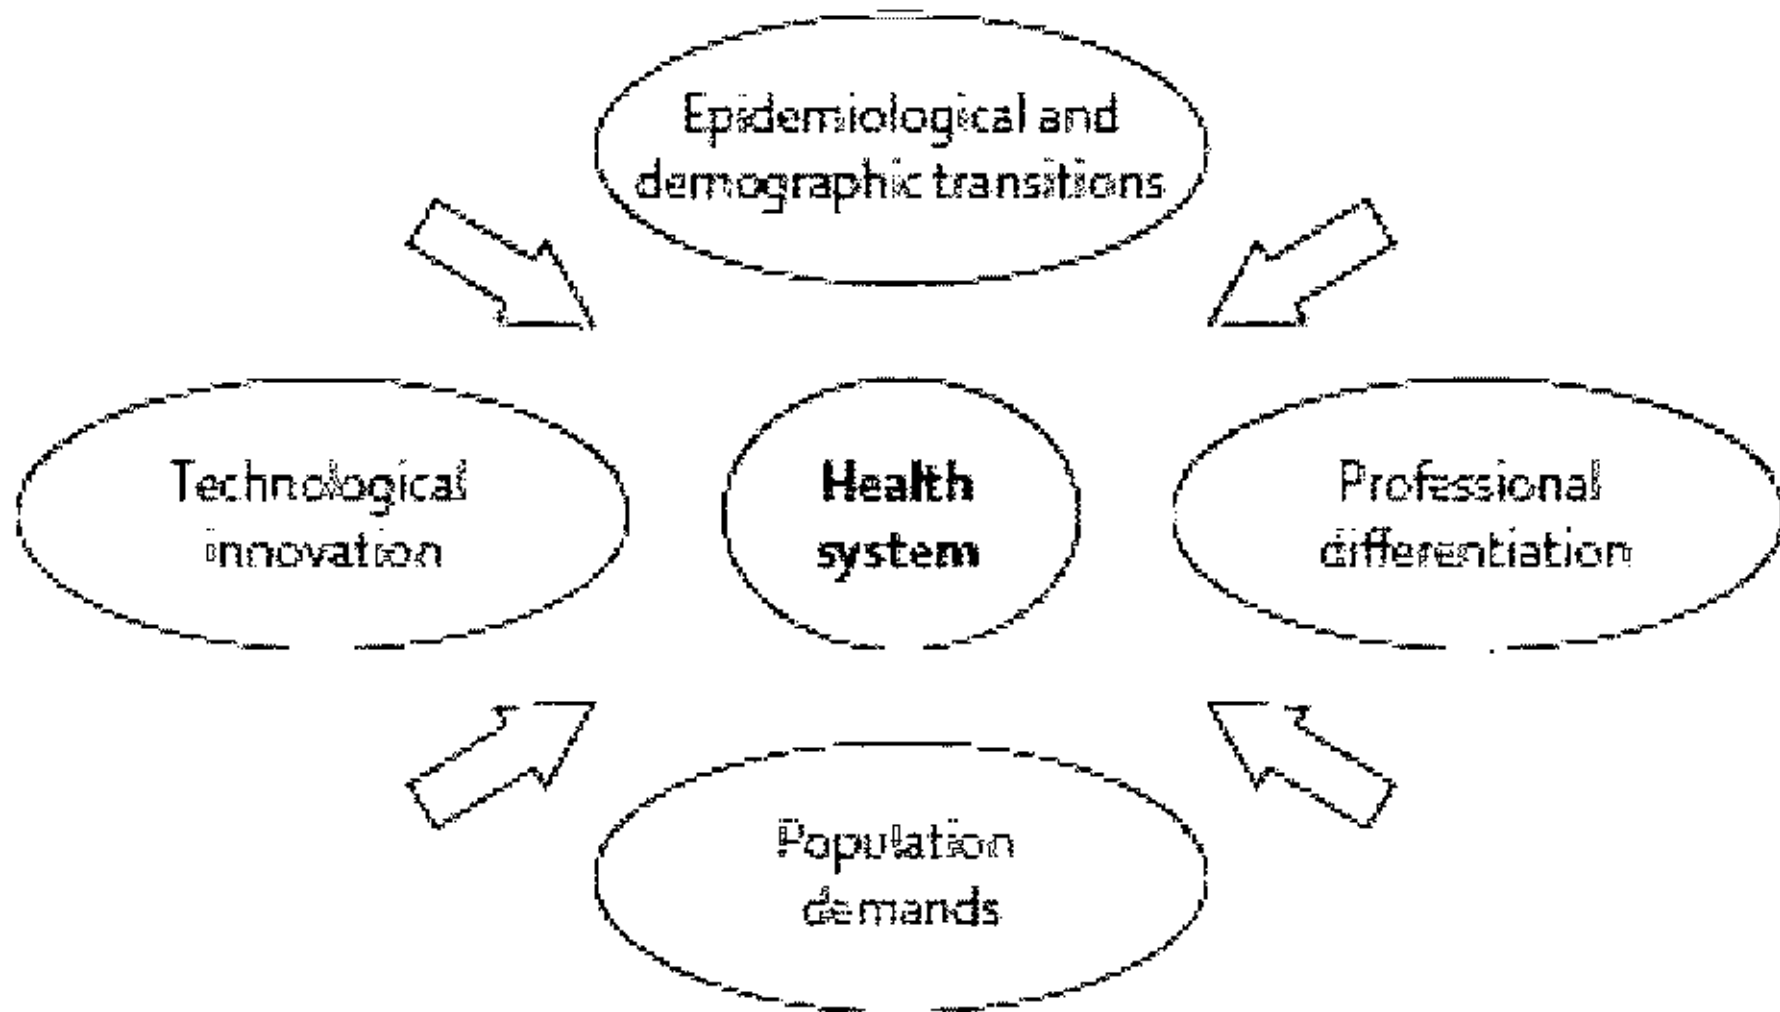 Epidemiological and
demographic transitions
Technological
innovation
Health
system
Professional
differentiation
Population
demands